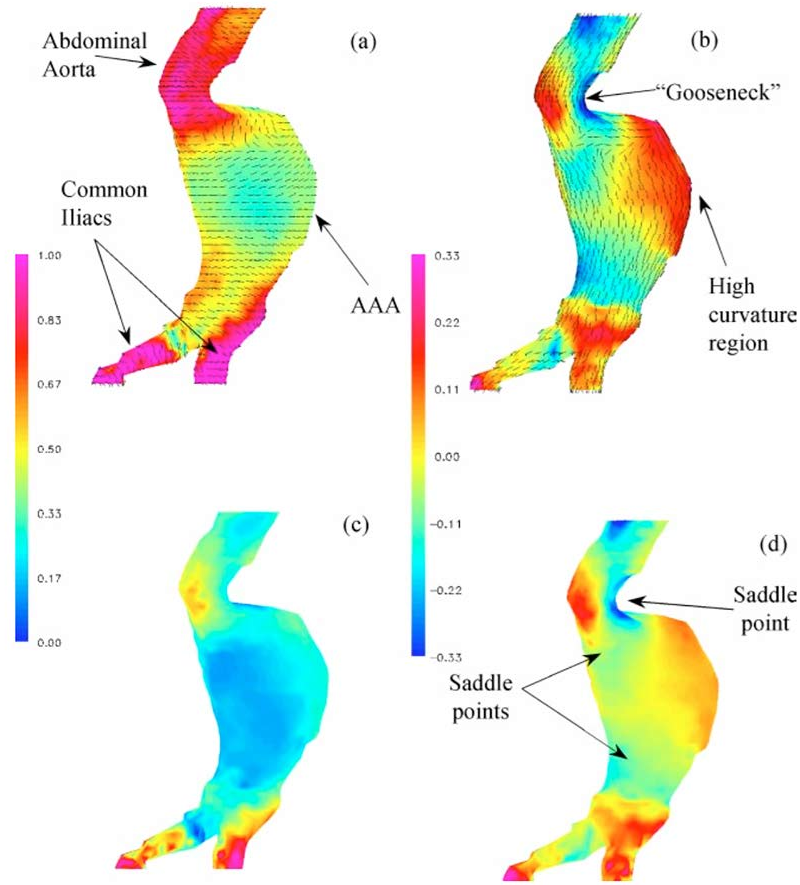 Abdominal
Aorta
(a)
(b)
“Gooseneck”
Common
Iliacs
AAA
High
curvature
region
1.00
0.83
0.67
0.50
0.33
0.17
0.00
0.33
0.22
0.11
0.00
−0.11
−0.22
−0.33
(c)
(d)
Saddle
point
Saddle
points